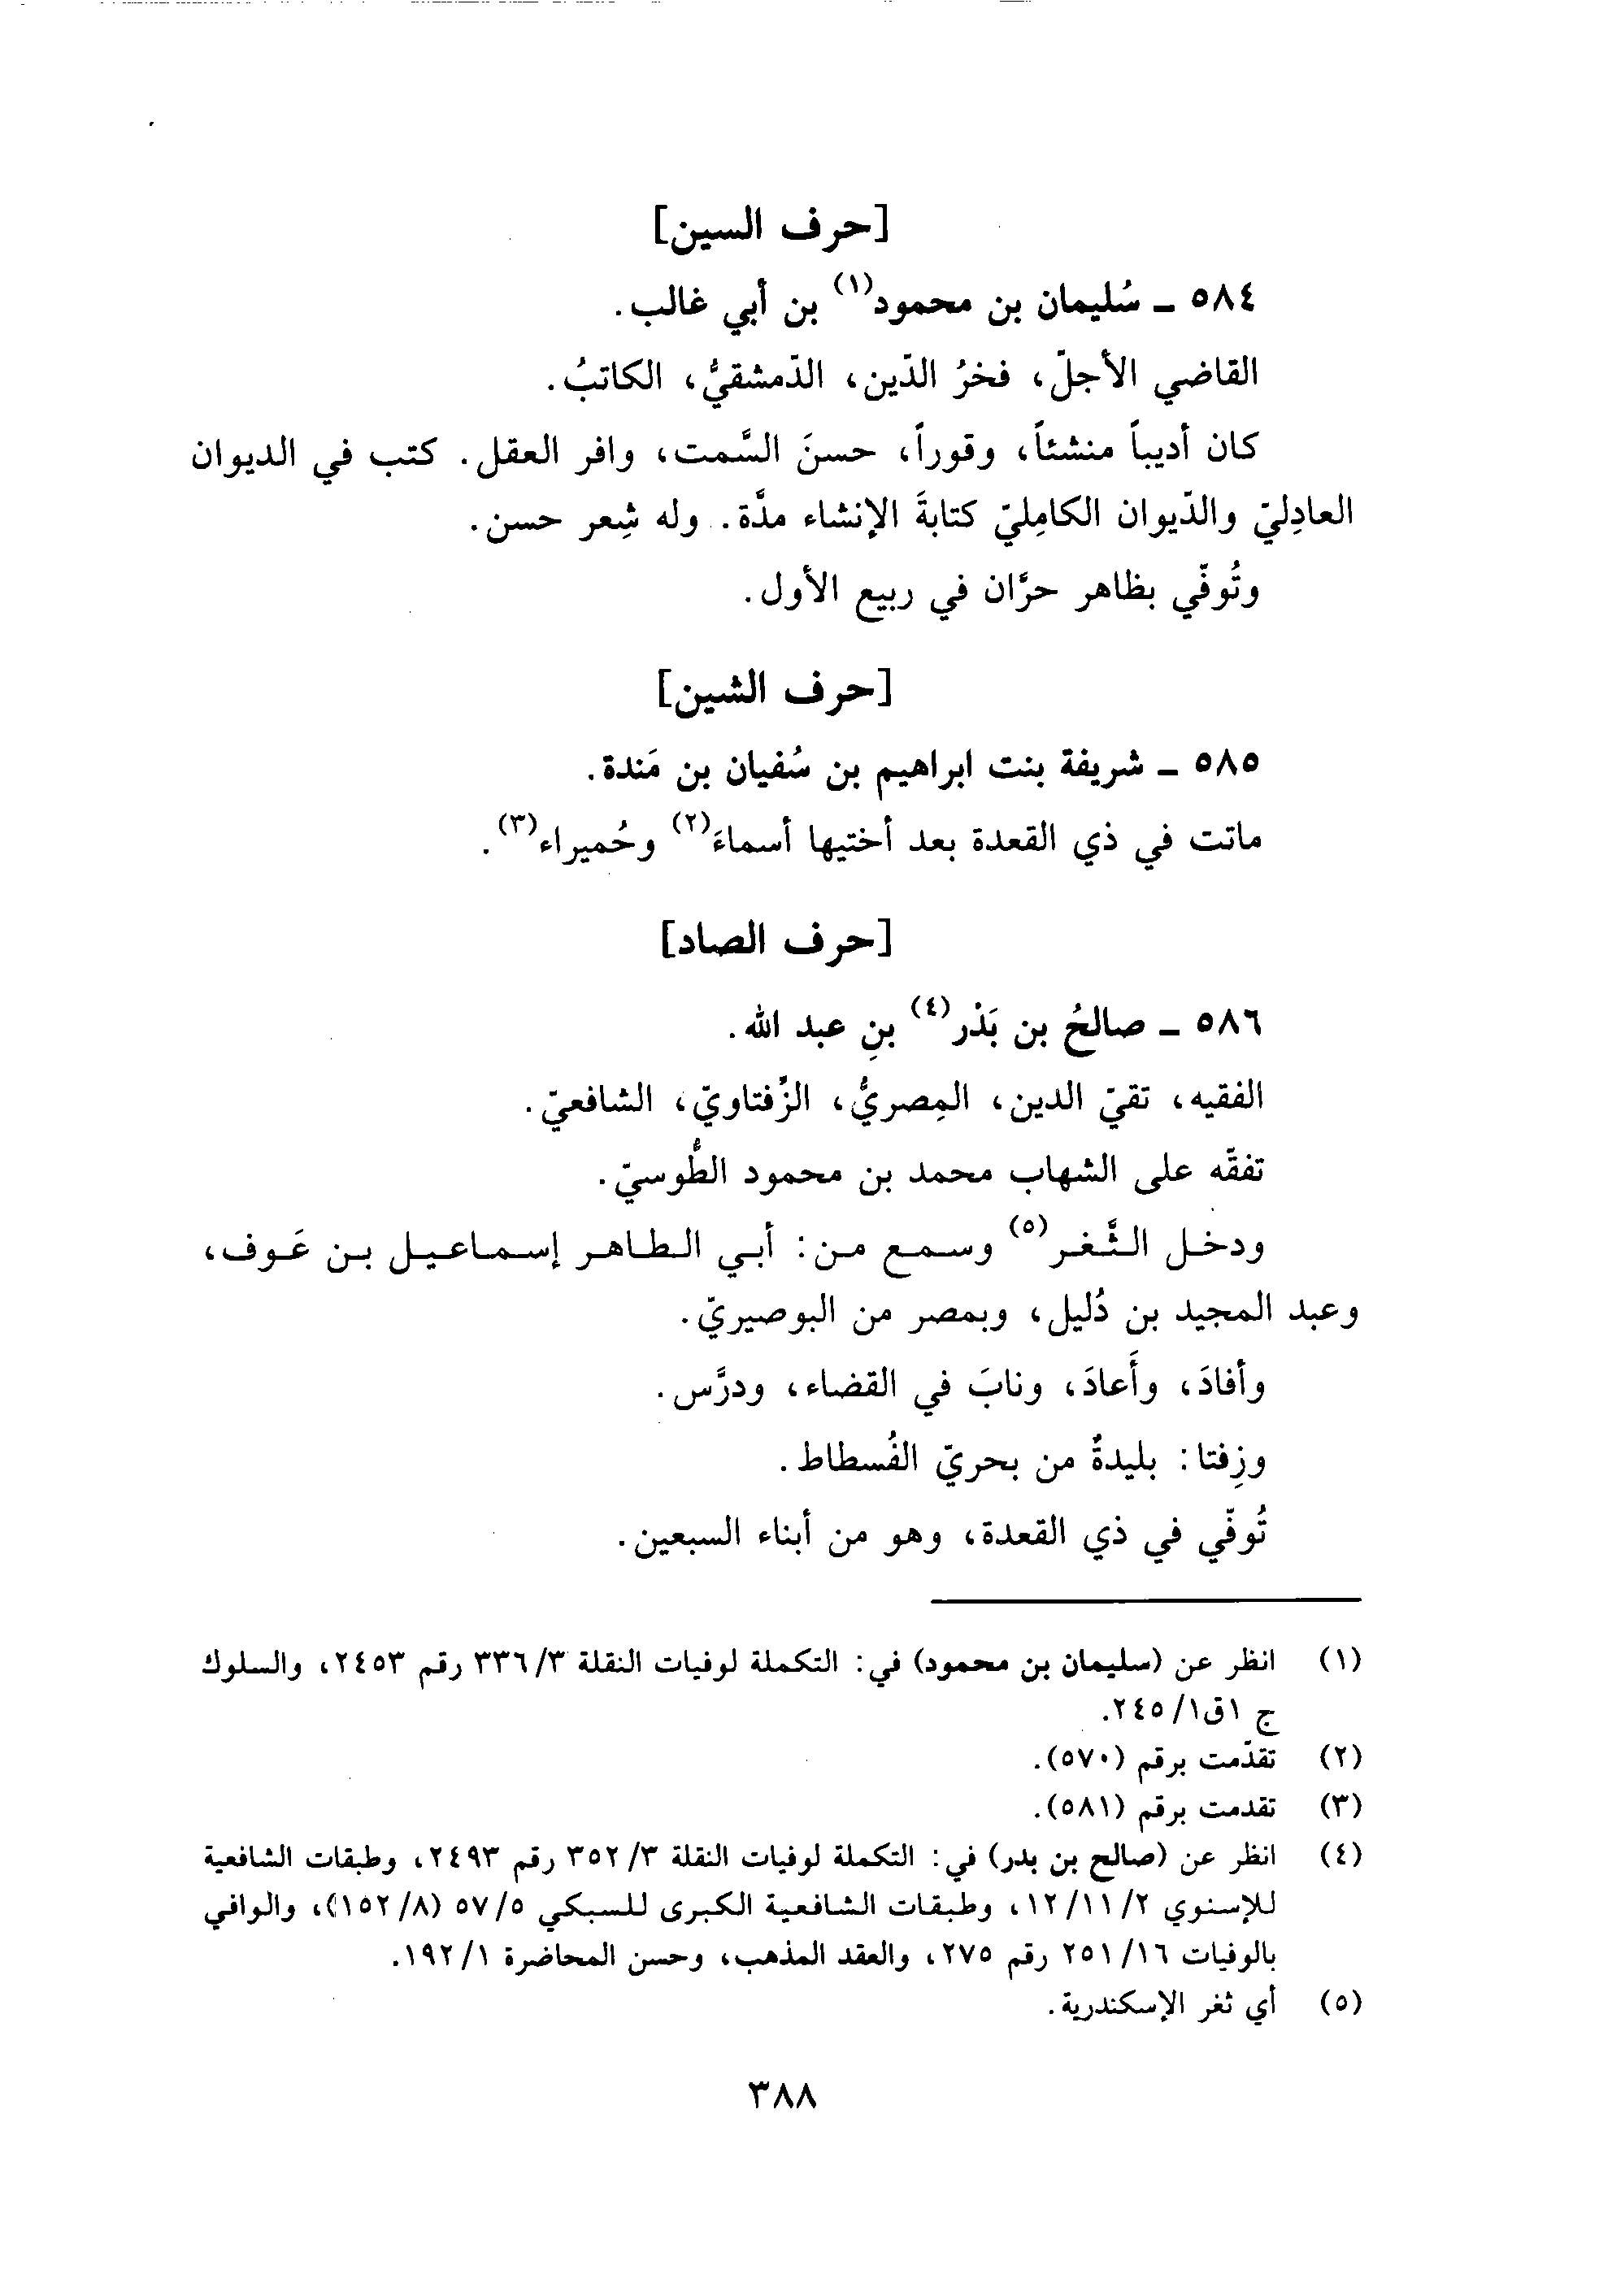 [حرف السين]
٥٨٤ ـ سُليمان بن محمود(١) بن أبي غالب.
القاضي الأجلّ، فخرُ الدّين، الدّمشقيُّ، الكاتبُ.
كان أديباً منشئاً، وقوراً، حسنَ السَّمت، وافر العقل. كتب في الديوان
العادِليّ والدّيوان الكامِليّ كتابةَ الإنشاء مدَّة. وله شِعر حسن.
وتُوفّي بظاهر حرَّان في ربيع الأول.
[حرف الشين]
٥٨٥ ـ شريفة بنت ابراهيم بن سُفيان بن مَندة.
ماتت في ذي القعدة بعد أختيها أسماءَ(٢) وحُميراء(٣).
[حرف الصاد]
٥٨٦ ـ صالحُ بن بَدْر(٤) بنِ عبد الله.
الفقيه، تقيّ الدين، المِصريُّ، الزِّفتاويّ، الشافعيّ.
تفقَّه على الشهاب محمد بن محمود الطُّوسيّ.
ودخل الثَّغر(٥) وسمع من: أبي الطاهر إسماعيل بن عَوف،
وعبد المجيد بن دُليل، وبمصر من البوصيريّ.
وأفادَ، وأَعادَ، ونابَ في القضاء، ودرَّس.
وزِفتا: بليدةٌ من بحريّ الفُسطاط.
تُوفّي في ذي القعدة، وهو من أبناء السبعين.
(١) انظر عن (سليمان بن محمود) في: التكملة لوفيات النقلة ٣/ ٣٣٦ رقم ٢٤٥٣، والسلوك
ج ١ق١/ ٢٤٥.
(٢) تقدّمت برقم (٥٧٠).
(٣) تقدمت برقم (٥٨١).
(٤) انظر عن (صالح بن بدر) في: التكملة لوفيات النقلة ٣/ ٣٥٢ رقم ٢٤٩٣، وطبقات الشافعية
للإسنوي ٢/ ١١/ ١٢، وطبقات الشافعية الكبرى للسبكي ٥/ ٥٧ (٨/ ١٥٢)، والوافي
بالوفيات ١٦/ ٢٥١ رقم ٢٧٥، والعقد المذهب، وحسن المحاضرة ١/ ١٩٢.
(٥) أي ثغر الإسكندرية.
٣٨٨